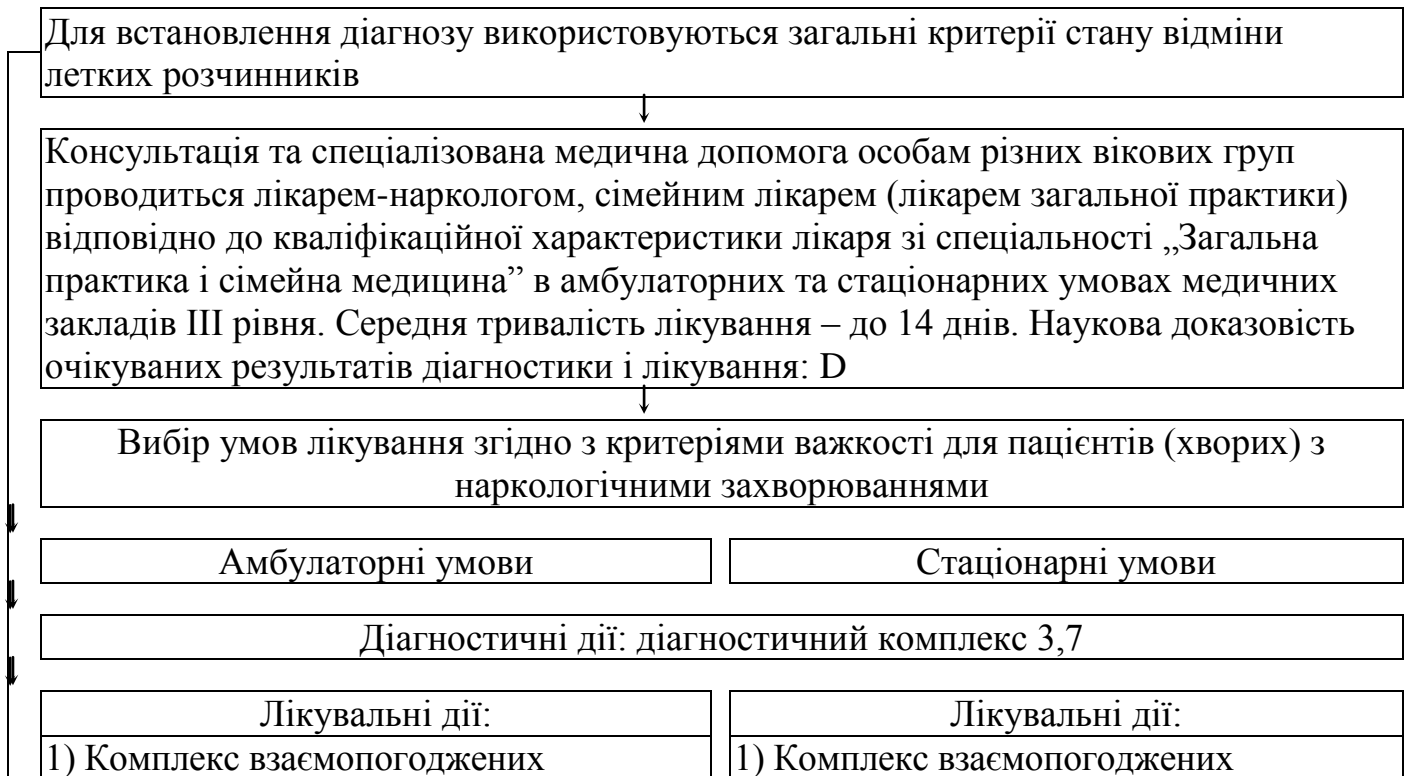 Для встановлення діагнозу використовуються загальні критерії стану відміни
летких розчинників
Консультація та спеціалізована медична допомога особам різних вікових груп
проводиться лікарем-наркологом, сімейним лікарем (лікарем загальної практики)
відповідно до кваліфікаційної характеристики лікаря зі спеціальності „Загальна
практика і сімейна медицина” в амбулаторних та стаціонарних умовах медичних
закладів III рівня. Середня тривалість лікування – до 14 днів. Наукова доказовість
очікуваних результатів діагностики і лікування: D
Вибір умов лікування згідно з критеріями важкості для пацієнтів (хворих) з
наркологічними захворюваннями
Амбулаторні умови
Стаціонарні умови
Діагностичні дії: діагностичний комплекс 3,7
Лікувальні дії:
1) Комплекс взаємопогоджених
Лікувальні дії:
1) Комплекс взаємопогоджених